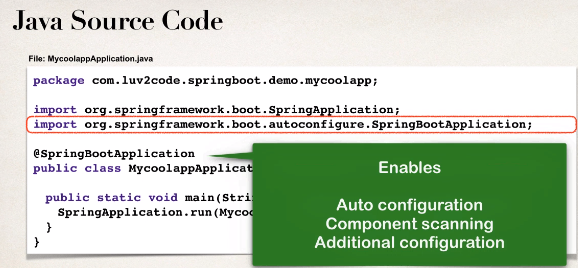 Java Source Code
File: MycoolappApplication.java
package com.luv2code.springboot.demo.mycoolapp;
import org.springframework.boot.SpringApplication;
import org.springframework.boot.autoconfigure.SpringBootApplication;
@SpringBootApplication
public class MycoolappApplicat
public static void main(Stri
SpringApplication.run(Myco
}
}
Enables
Auto configuration
Component scanning
Additional configuration